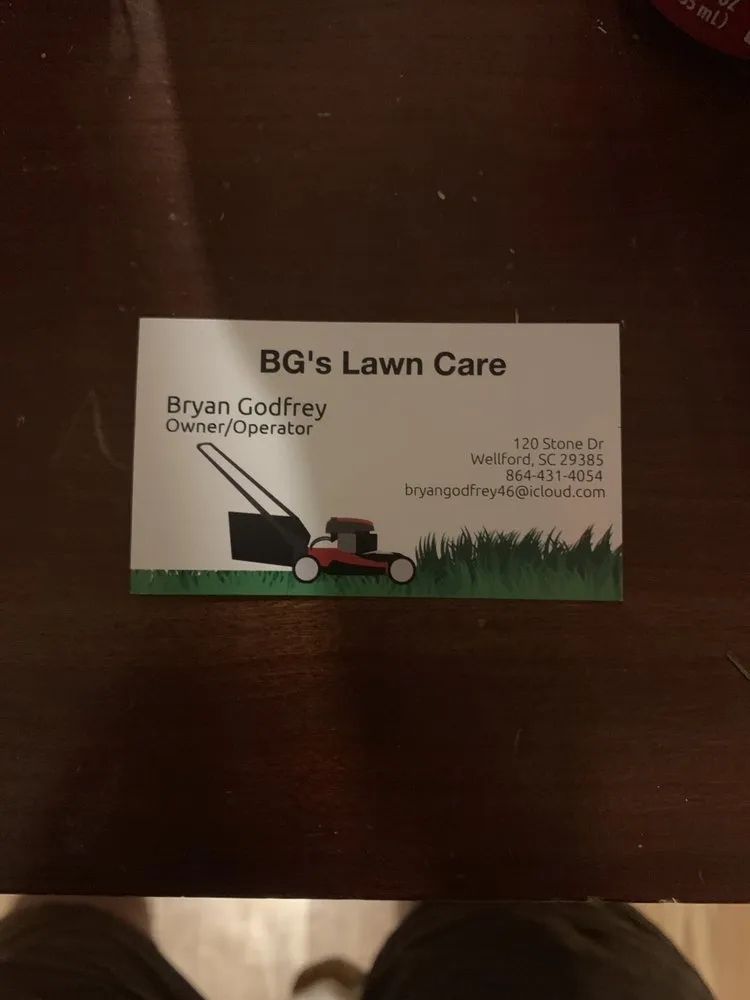 BG's Lawn Care
Bryan Godfrey
Owner/Operator
120 Stone Dr
Wellford, SC 29385
864-431-4054
bryangodfrey46@icloud.com
mL)